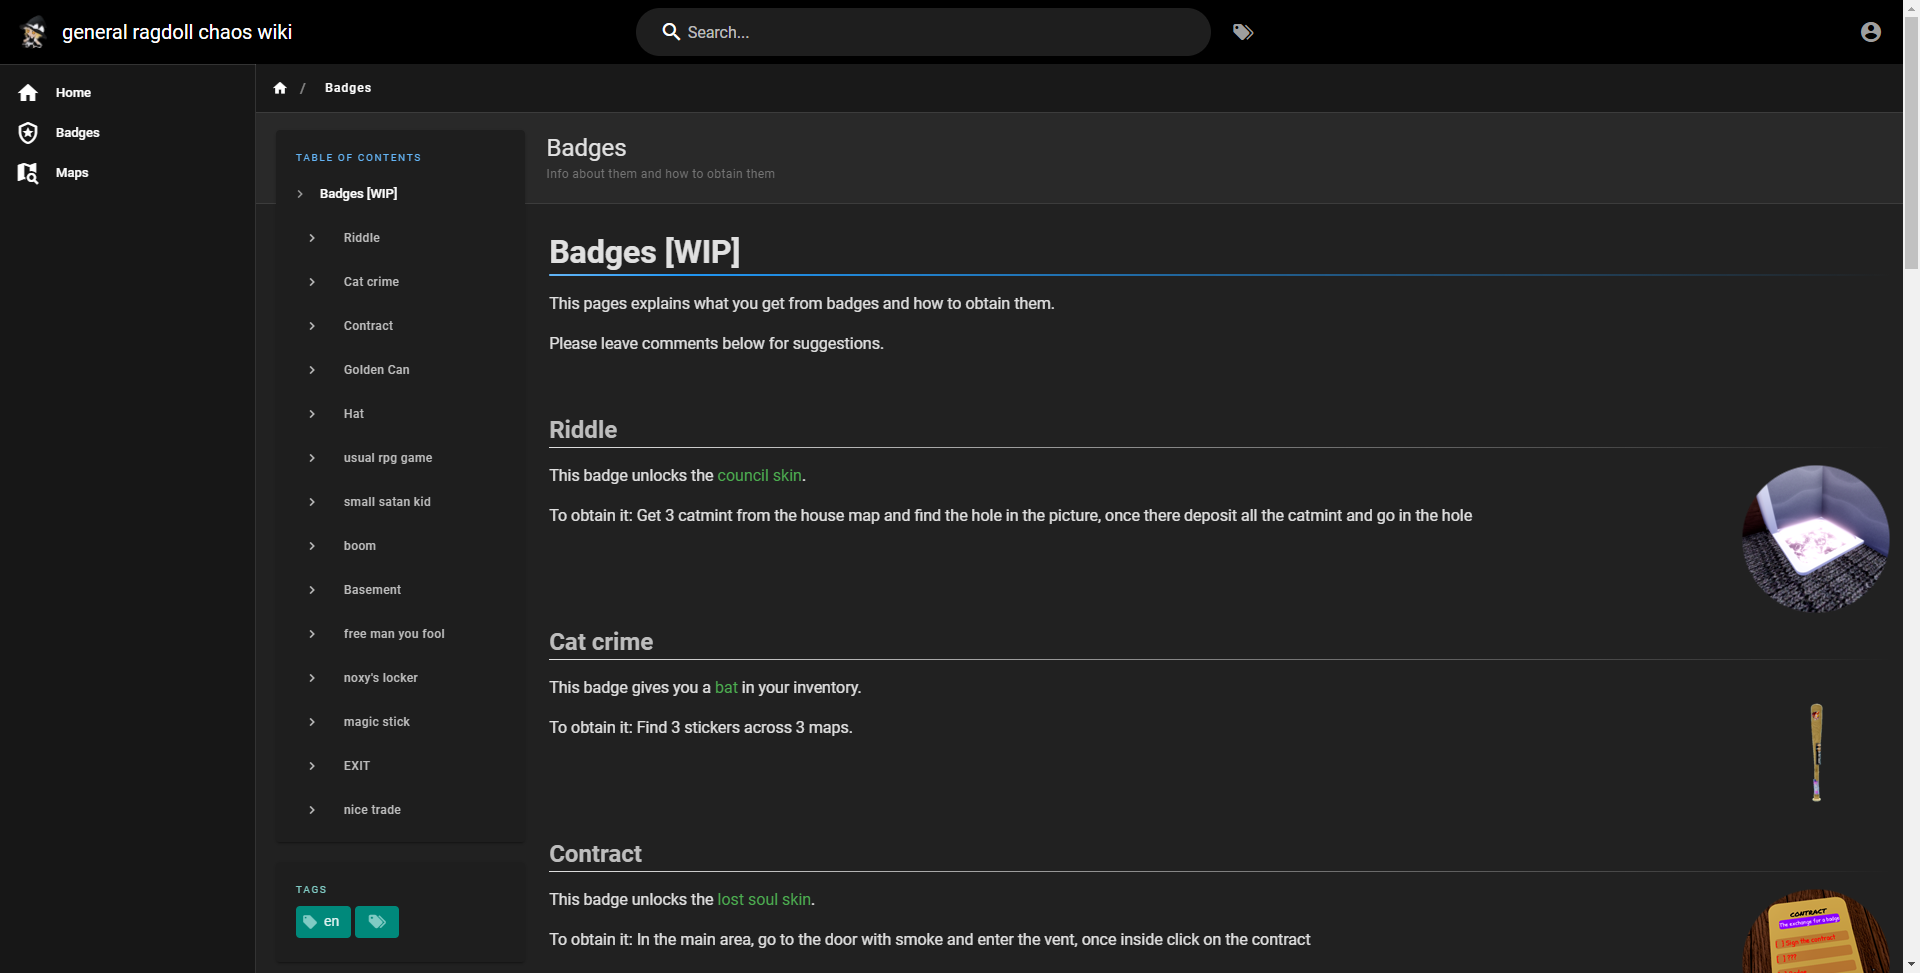 general ragdoll chaos wiki
Search...
Home
Badges
Maps
/ Badges
TABLE OF CONTENTS
Badges [WIP]
Riddle
Cat crime
Contract
Golden Can
Hat
usual rpg game
small satan kid
boom
Basement
free man you fool
noxy's locker
magic stick
EXIT
nice trade
TAGS
en
Badges
Info about them and how to obtain them
Badges [WIP]
This pages explains what you get from badges and how to obtain them.
Please leave comments below for suggestions.
Riddle
This badge unlocks the council skin.
To obtain it: Get 3 catmint from the house map and find the hole in the picture, once there deposit all the catmint and go in the hole
Cat crime
This badge gives you a bat in your inventory.
To obtain it: Find 3 stickers across 3 maps.
Contract
This badge unlocks the lost soul skin.
To obtain it: In the main area, go to the door with smoke and enter the vent, once inside click on the contract
CONTRACT
The exchange for a badge
[ ] Sign the contract
[ ] ???